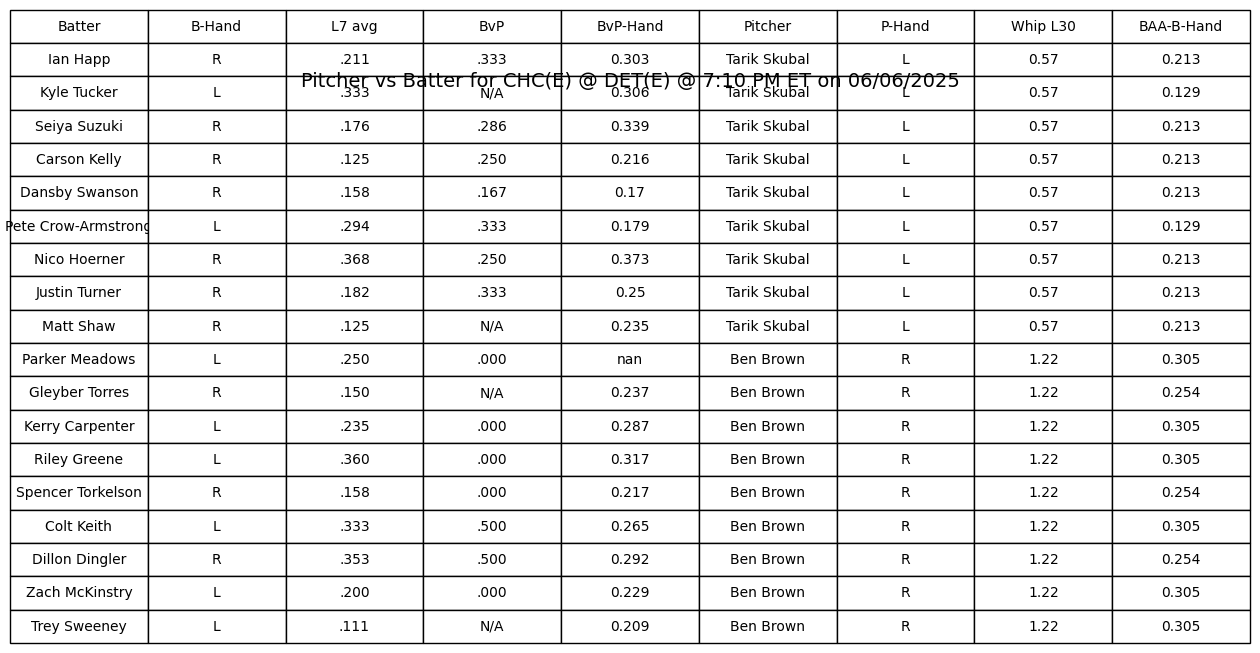 Batter B-Hand L7 avg BvP BvP-Hand Pitcher P-Hand Whip L30 BAA-B-Hand
Ian Happ R .211 .333 0.303 Tarik Skubal L 0.57 0.213
Pitcher vs Batter for CHC(E) @ DET(E) @ 7:10 PM ET on 06/06/2025
Kyle Tucker L .333 N/A 0.306 Tarik Skubal L 0.57 0.129
Seiya Suzuki R .176 .286 0.339 Tarik Skubal L 0.57 0.213
Carson Kelly R .125 .250 0.216 Tarik Skubal L 0.57 0.213
Dansby Swanson R .158 .167 0.17 Tarik Skubal L 0.57 0.213
Pete Crow-Armstrong L .294 .333 0.179 Tarik Skubal L 0.57 0.129
Nico Hoerner R .368 .250 0.373 Tarik Skubal L 0.57 0.213
Justin Turner R .182 .333 0.25 Tarik Skubal L 0.57 0.213
Matt Shaw R .125 N/A 0.235 Tarik Skubal L 0.57 0.213
Parker Meadows L .250 .000 nan Ben Brown R 1.22 0.305
Gleyber Torres R .150 N/A 0.237 Ben Brown R 1.22 0.254
Kerry Carpenter L .235 .000 0.287 Ben Brown R 1.22 0.305
Riley Greene L .360 .000 0.317 Ben Brown R 1.22 0.305
Spencer Torkelson R .158 .000 0.217 Ben Brown R 1.22 0.254
Colt Keith L .333 .500 0.265 Ben Brown R 1.22 0.305
Dillon Dingler R .353 .500 0.292 Ben Brown R 1.22 0.254
Zach McKinstry L .200 .000 0.229 Ben Brown R 1.22 0.305
Trey Sweeney L .111 N/A 0.209 Ben Brown R 1.22 0.305